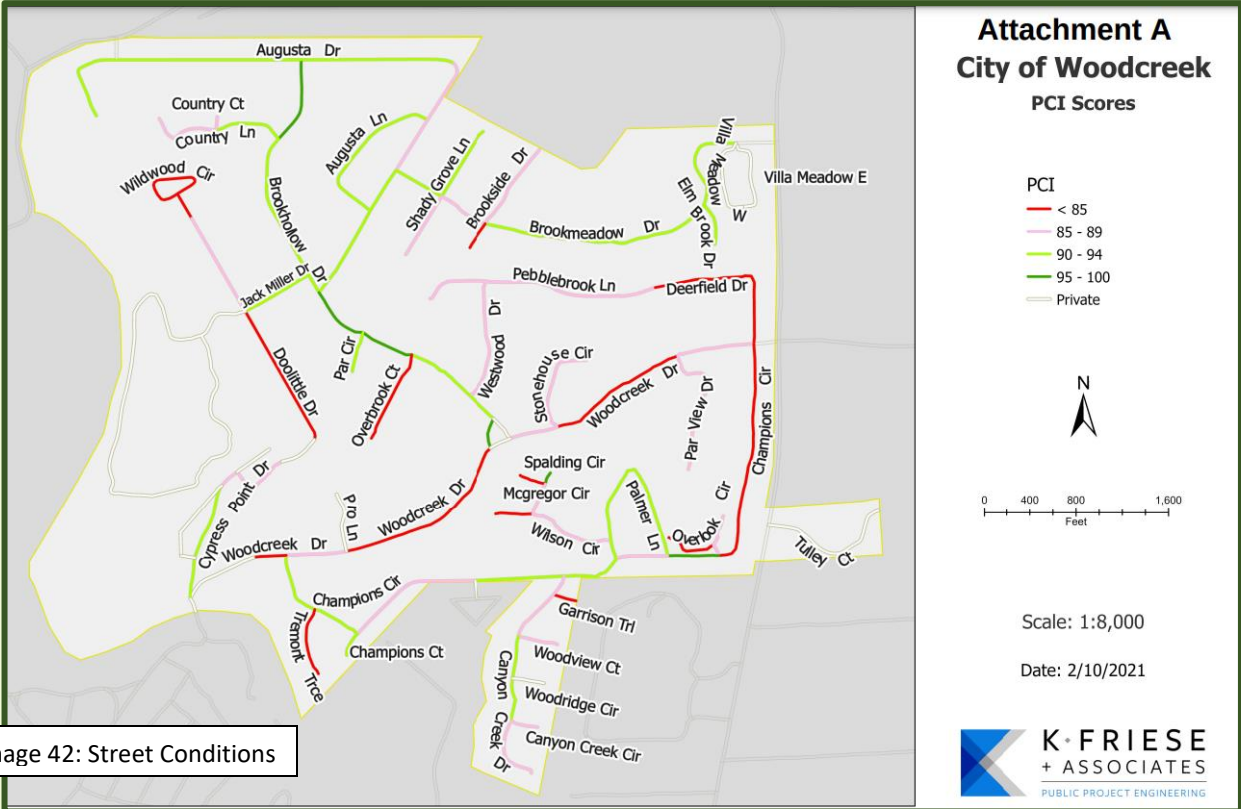 Attachment A
City of Woodcreek
PCI Scores
PCI
< 85
85 - 89
90 - 94
95 - 100
Private
N
0 400 800 1,600
Feet
Scale: 1:8,000
Date: 2/10/2021
K • FRIESE
+ ASSOCIATES
PUBLIC PROJECT ENGINEERING
Augusta Dr
Country Ct
Country Ln
Augusta Ln
Wildwood Cir
Brookhollow Dr
Shady Grove Ln
Brookside Dr
Villa Meadow W
Villa Meadow E
Elm Brook Dr
Brookmeadow Dr
Jack Miller Dr
Pebblebrook Ln
Deerfield Dr
Doolittle Dr
Par Cir
Overbrook Ct
Westwood Dr
Stonehouse Cir
Woodcreek Dr
Par View Dr
Champions Cir
Cypress Point Dr
Pro Ln
Woodcreek Dr
Spalding Cir
Mcgregor Cir
Wilson Cir
Palmer Ln
Overbook Cir
Tulley Ct
Woodcreek Dr
Champions Cir
Tremont Trce
Champions Ct
Garrison Trl
Woodview Ct
Canyon Creek Dr
Woodridge Cir
Canyon Creek Cir
age 42: Street Conditions